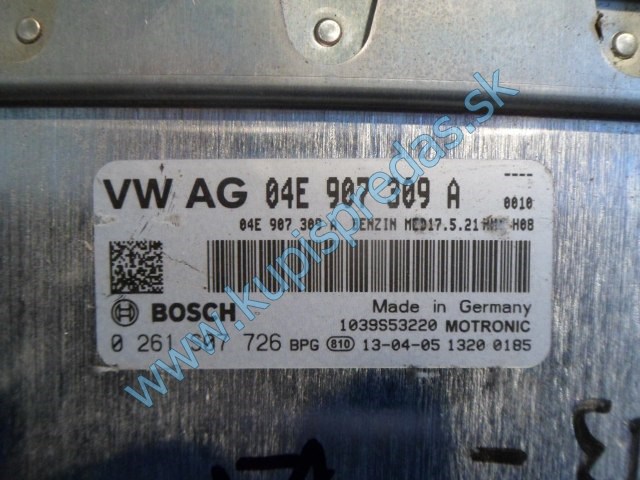 ----
VW AG 04E 907 309 A 0010
04E 907 309 A BENZIN MED17.5.21 H08
BOSCH Made in Germany
1039S53220 MOTRONIC
0 261 S07 726 BPG 810 13-04-05 1320 0185
www.kupispredas.sk